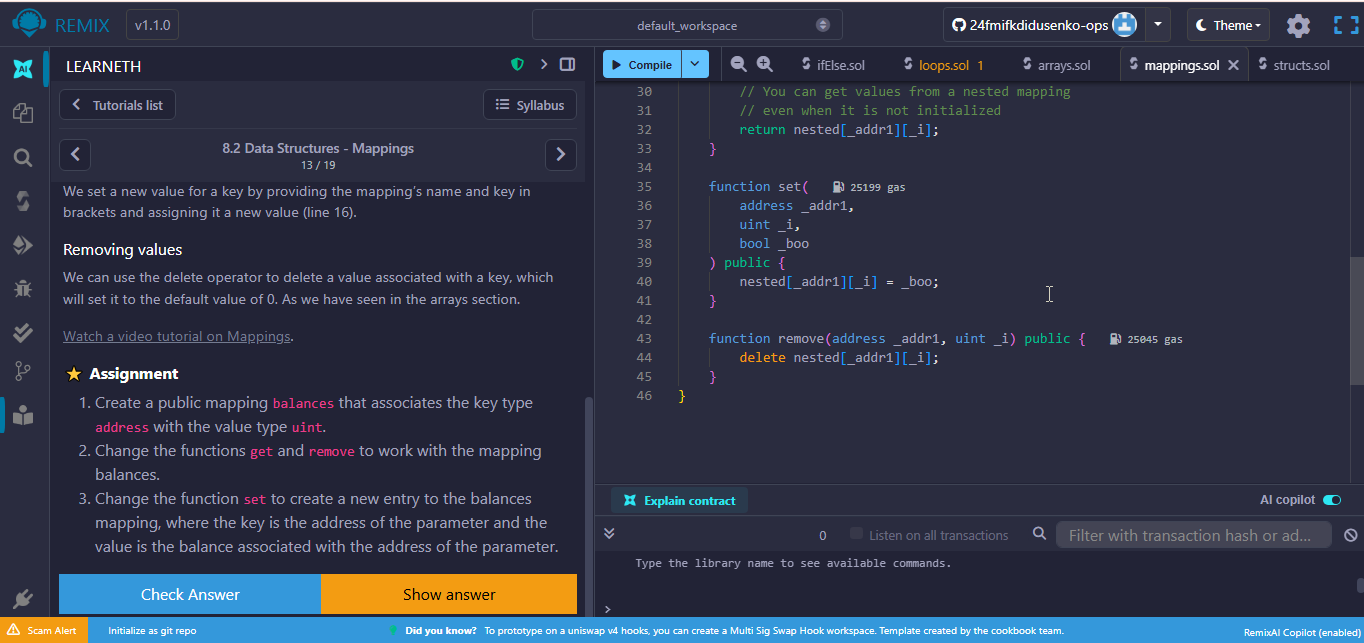 REMIX v1.1.0 default_workspace 24fmifkdidusenko-ops Theme
LEARNETH
Compile ifElse.sol loops.sol 1 arrays.sol mappings.sol structs.sol
Tutorials list Syllabus
8.2 Data Structures - Mappings
13 / 19
We set a new value for a key by providing the mapping's name and key in
brackets and assigning it a new value (line 16).
Removing values
We can use the delete operator to delete a value associated with a key, which
will set it to the default value of 0. As we have seen in the arrays section.
Watch a video tutorial on Mappings.
Assignment
1. Create a public mapping balances that associates the key type
address with the value type uint.
2. Change the functions get and remove to work with the mapping
balances.
3. Change the function set to create a new entry to the balances
mapping, where the key is the address of the parameter and the
value is the balance associated with the address of the parameter.
Check Answer Show answer
30 // You can get values from a nested mapping
31 // even when it is not initialized
32 return nested[_addr1][_i];
33 }
34
35 function set( 25199 gas
36 address _addr1,
37 uint _i,
38 bool _boo
39 ) public {
40 nested[_addr1][_i] = _boo;
41 }
42
43 function remove(address _addr1, uint _i) public { 25045 gas
44 delete nested[_addr1][_i];
45 }
46 }
Explain contract AI copilot
0 Listen on all transactions Filter with transaction hash or ad...
Type the library name to see available commands.
>
Scam Alert Initialize as git repo Did you know? To prototype on a uniswap v4 hooks, you can create a Multi Sig Swap Hook workspace. Template created by the cookbook team. RemixAI Copilot (enabled)